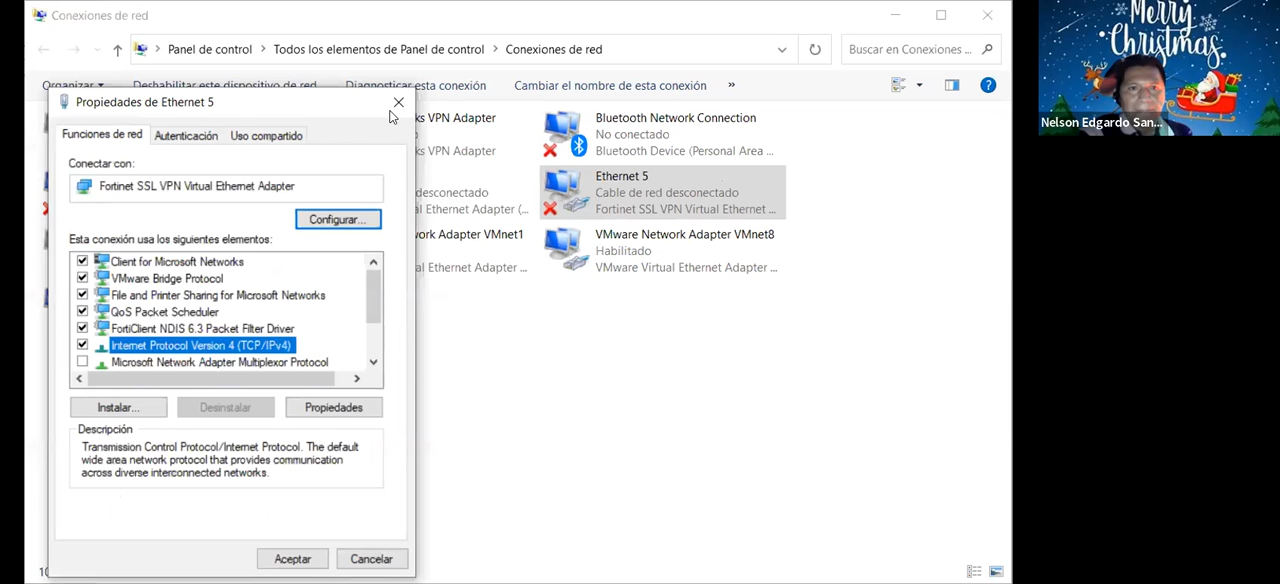 Conexiones de red
Panel de control
Todos los elementos de Panel de control
Conexiones de red
Buscar en Conexiones ...
Organizar
Deshabilitar este dispositivo de red
Diagnosticar esta conexión
Cambiar el nombre de esta conexión
»
Propiedades de Ethernet 5
Funciones de red
Autenticación
Uso compartido
Conectar con:
Fortinet SSL VPN Virtual Ethernet Adapter
Configurar...
Esta conexión usa los siguientes elementos:
Client for Microsoft Networks
VMware Bridge Protocol
File and Printer Sharing for Microsoft Networks
QoS Packet Scheduler
FortiClient NDIS 6.3 Packet Filter Driver
Internet Protocol Version 4 (TCP/IPv4)
Microsoft Network Adapter Multiplexor Protocol
Instalar...
Desinstalar
Propiedades
Descripción
Transmission Control Protocol/Internet Protocol. The default
wide area network protocol that provides communication
across diverse interconnected networks.
Aceptar
Cancelar
ks VPN Adapter
ks VPN Adapter
sconectado
al Ethernet Adapter (...
work Adapter VMnet1
al Ethernet Adapter ...
Bluetooth Network Connection
No conectado
Bluetooth Device (Personal Area ...
Ethernet 5
Cable de red desconectado
Fortinet SSL VPN Virtual Ethernet ...
VMware Network Adapter VMnet8
Habilitado
VMware Virtual Ethernet Adapter ...
Merry
Christmas
Nelson Edgardo San...